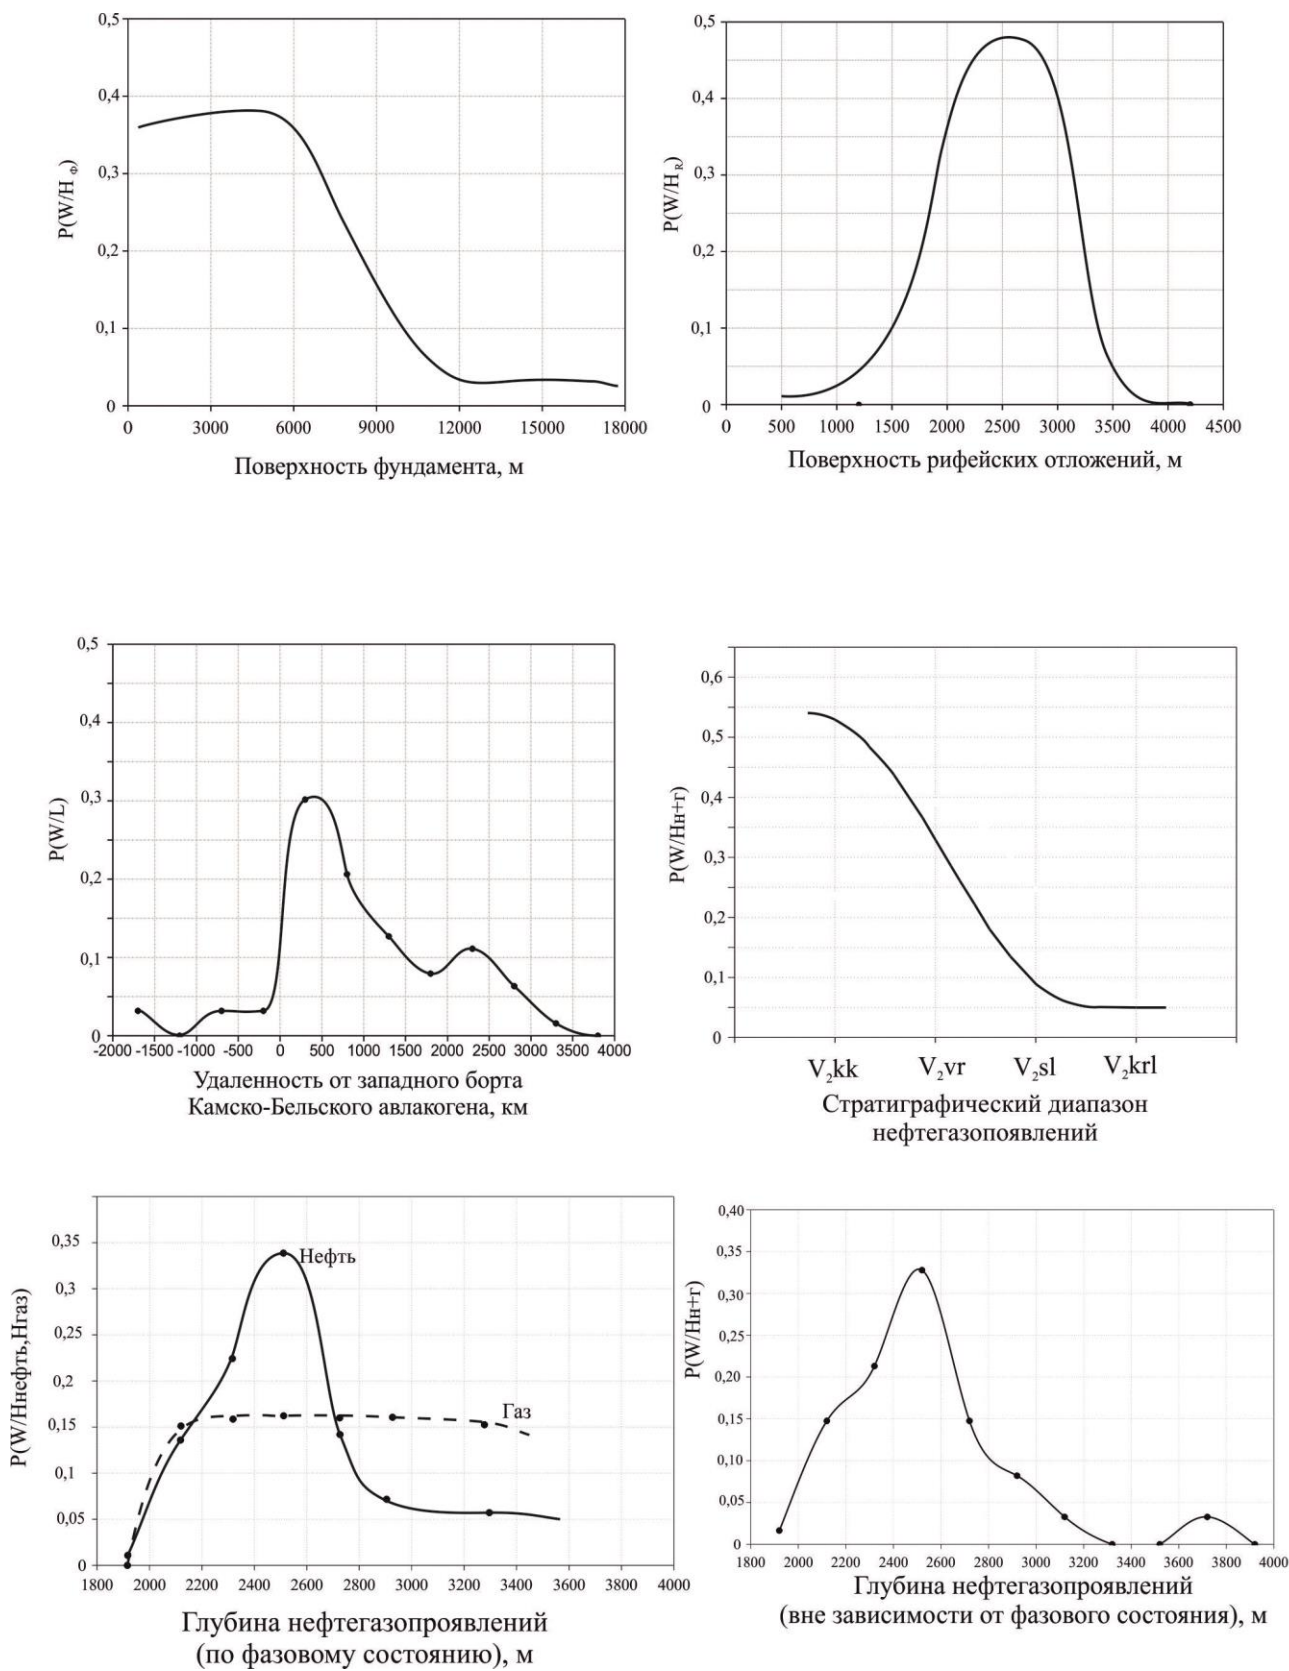 0,5
0,4
0,3
0,2
0,1
0
P(W/H Ф)
0 3000 6000 9000 12000 15000 18000
Поверхность фундамента, м
0,5
0,4
0,3
0,2
0,1
0
P(W/H R)
0 500 1000 1500 2000 2500 3000 3500 4000 4500
Поверхность рифейских отложений, м
0,5
0,4
0,3
0,2
0,1
0
P(W/L)
-2000 -1500 -1000 -500 0 500 1000 1500 2000 2500 3000 3500 4000
Удаленность от западного борта
Камско-Бельского авлакогена, км
0,6
0,5
0,4
0,3
0,2
0,1
0
P(W/Нн+г)
V₂kk V₂vr V₂sl V₂krl
Стратиграфический диапазон
нефтегазопоявлений
0,35
0,3
0,25
0,2
0,15
0,1
0,05
0
P(W/Ннефть,Нгаз)
Нефть
Газ
1800 2000 2200 2400 2600 2800 3000 3200 3400 3600 3800 4000
Глубина нефтегазопроявлений
(по фазовому состоянию), м
0,40
0,35
0,30
0,25
0,20
0,15
0,10
0,05
0
P(W/Нн+г)
1800 2000 2200 2400 2600 2800 3000 3200 3400 3600 3800 4000
Глубина нефтегазопроявлений
(вне зависимости от фазового состояния), м